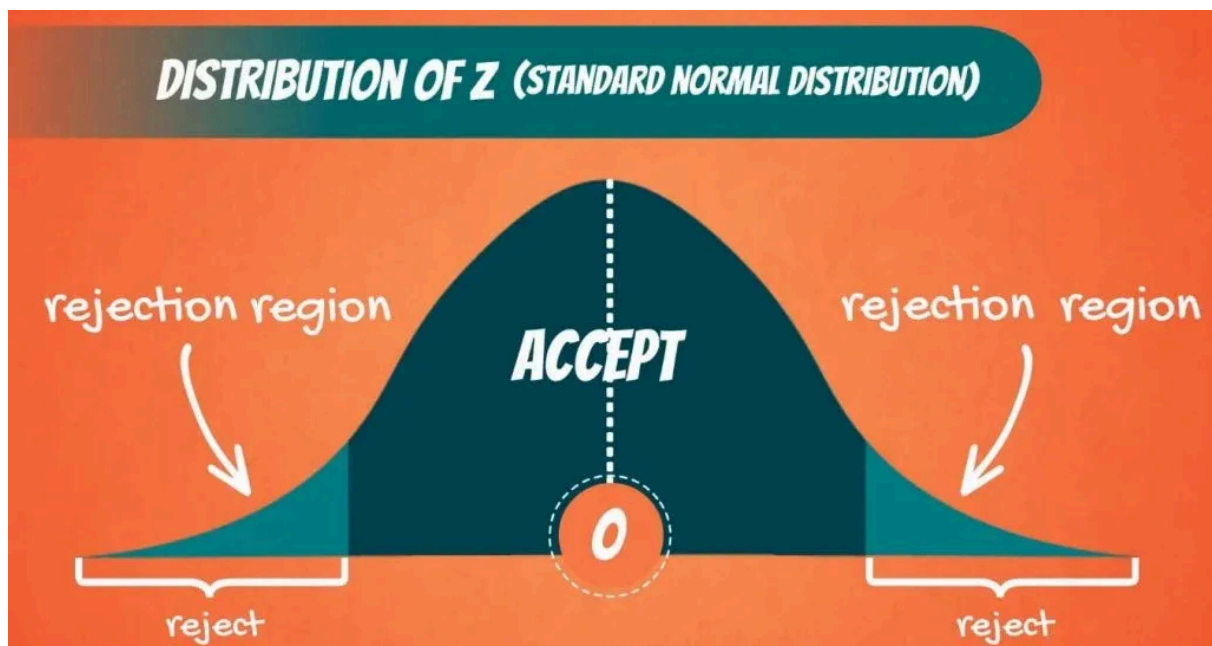 DISTRIBUTION OF Z (STANDARD NORMAL DISTRIBUTION)
rejection region
rejection region
ACCEPT
0
reject
reject